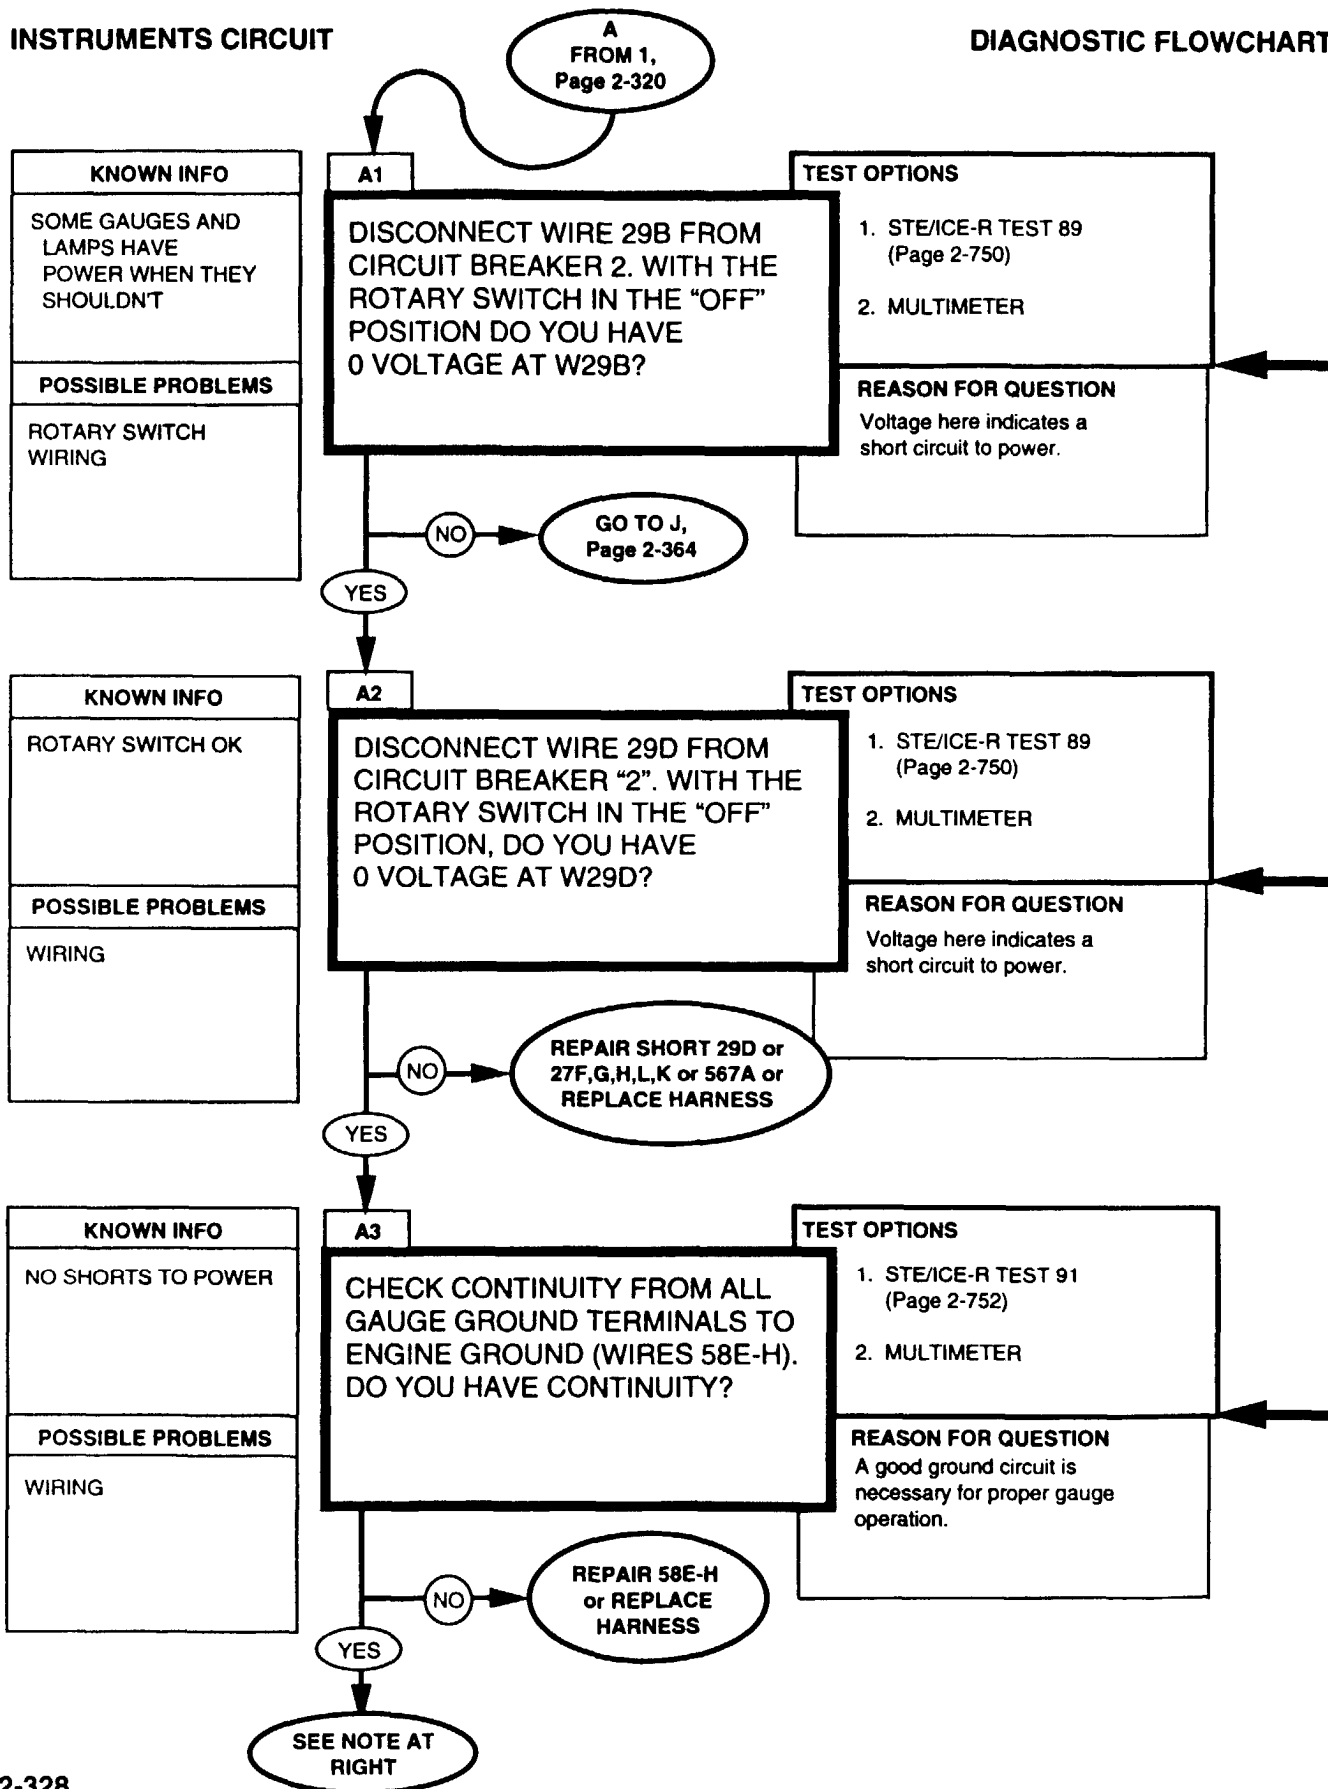 INSTRUMENTS CIRCUIT
DIAGNOSTIC FLOWCHART
A
FROM 1,
Page 2-320
KNOWN INFO
SOME GAUGES AND
LAMPS HAVE
POWER WHEN THEY
SHOULDN'T
POSSIBLE PROBLEMS
ROTARY SWITCH
WIRING
A1
DISCONNECT WIRE 29B FROM
CIRCUIT BREAKER 2. WITH THE
ROTARY SWITCH IN THE “OFF”
POSITION DO YOU HAVE
0 VOLTAGE AT W29B?
TEST OPTIONS
1. STE/ICE-R TEST 89
(Page 2-750)
2. MULTIMETER
REASON FOR QUESTION
Voltage here indicates a
short circuit to power.
NO
GO TO J,
Page 2-364
YES
KNOWN INFO
ROTARY SWITCH OK
POSSIBLE PROBLEMS
WIRING
A2
DISCONNECT WIRE 29D FROM
CIRCUIT BREAKER “2”. WITH THE
ROTARY SWITCH IN THE “OFF”
POSITION, DO YOU HAVE
0 VOLTAGE AT W29D?
TEST OPTIONS
1. STE/ICE-R TEST 89
(Page 2-750)
2. MULTIMETER
REASON FOR QUESTION
Voltage here indicates a
short circuit to power.
NO
REPAIR SHORT 29D or
27F,G,H,L,K or 567A or
REPLACE HARNESS
YES
KNOWN INFO
NO SHORTS TO POWER
POSSIBLE PROBLEMS
WIRING
A3
CHECK CONTINUITY FROM ALL
GAUGE GROUND TERMINALS TO
ENGINE GROUND (WIRES 58E-H).
DO YOU HAVE CONTINUITY?
TEST OPTIONS
1. STE/ICE-R TEST 91
(Page 2-752)
2. MULTIMETER
REASON FOR QUESTION
A good ground circuit is
necessary for proper gauge
operation.
NO
REPAIR 58E-H
or REPLACE
HARNESS
YES
SEE NOTE AT
RIGHT
2-328